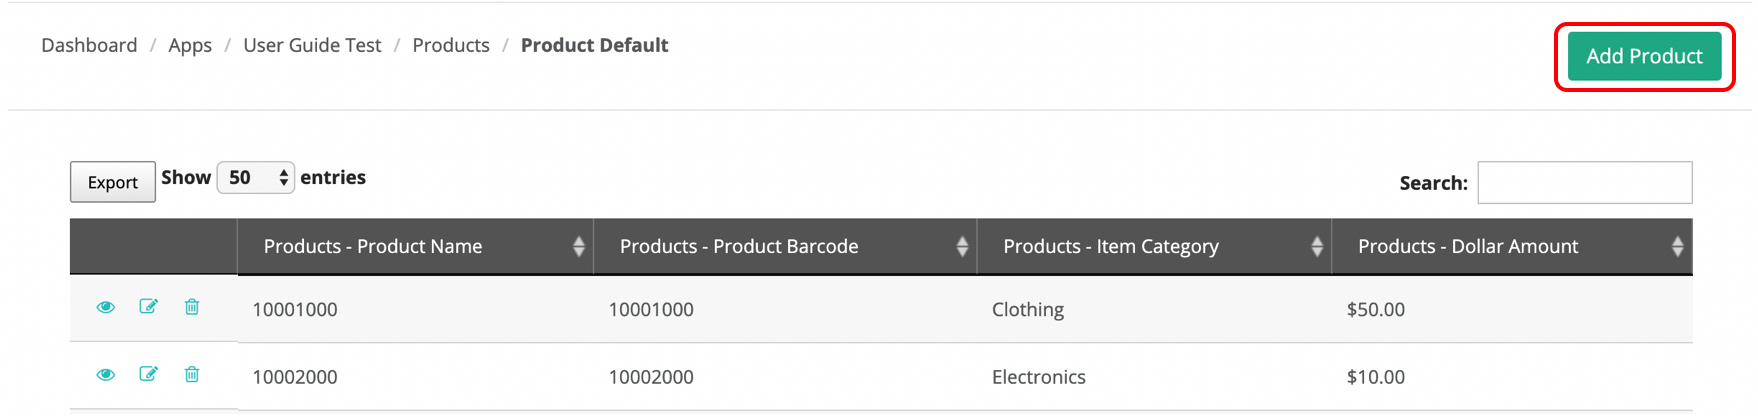 Dashboard / Apps / User Guide Test / Products / Product Default
Add Product
Export Show 50 entries
Search:
Products - Product Name Products - Product Barcode Products - Item Category Products - Dollar Amount
10001000 10001000 Clothing $50.00
10002000 10002000 Electronics $10.00